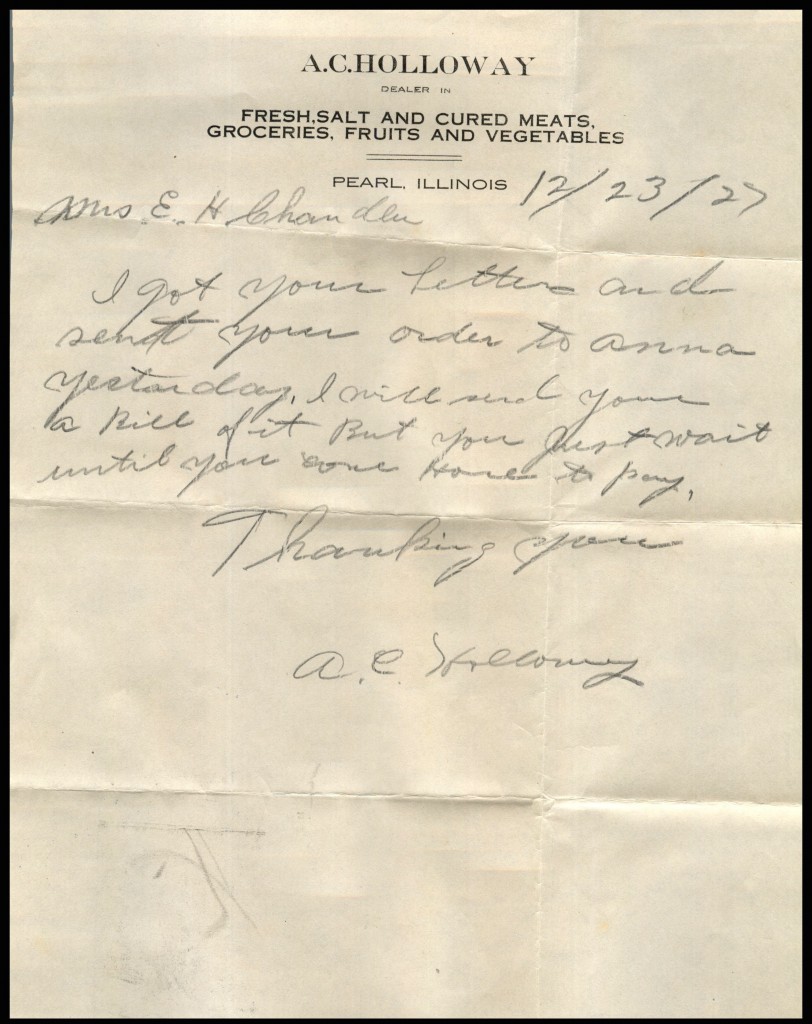 A.C.HOLLOWAY
DEALER IN
FRESH,SALT AND CURED MEATS,
GROCERIES, FRUITS AND VEGETABLES
PEARL, ILLINOIS 12/23/27
Mrs. E. H Chandler
I got your letter and
sent your order to Anna
yestarday, I will send your
a Bill of it But you Just wait
until you come Home to pay,
Thanking you
A. C. Holloway